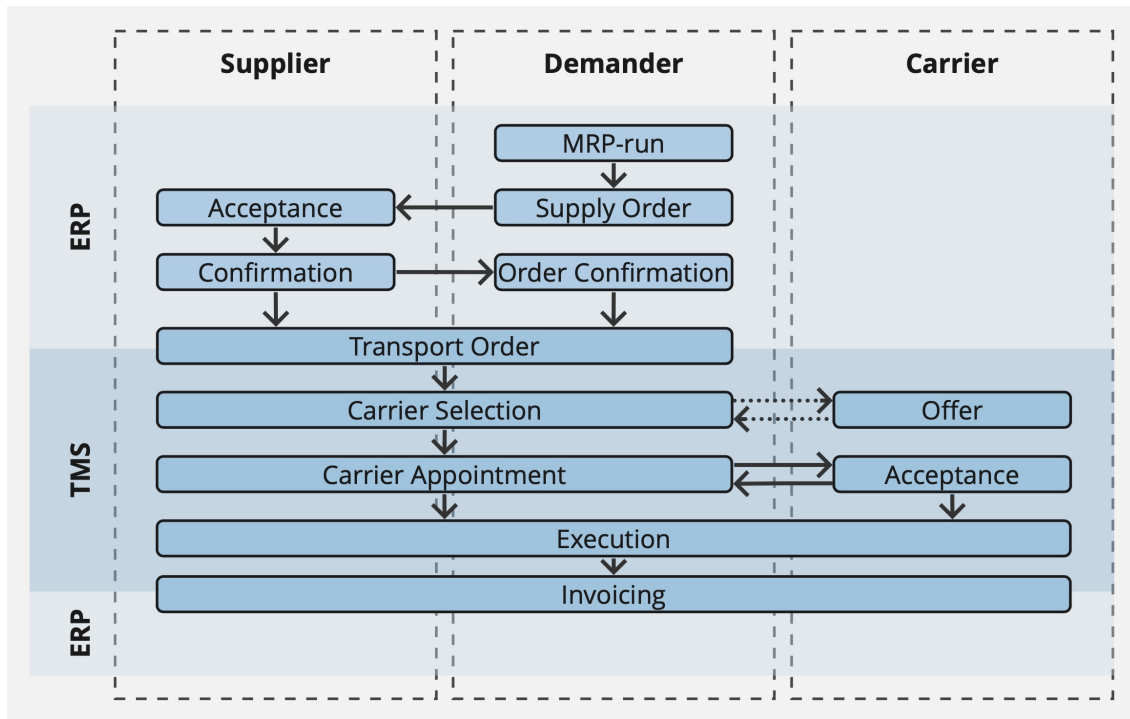 Supplier
Demander
Carrier
ERP
MRP-run
Acceptance
Supply Order
Confirmation
Order Confirmation
Transport Order
TMS
Carrier Selection
Offer
Carrier Appointment
Acceptance
Execution
Invoicing
ERP